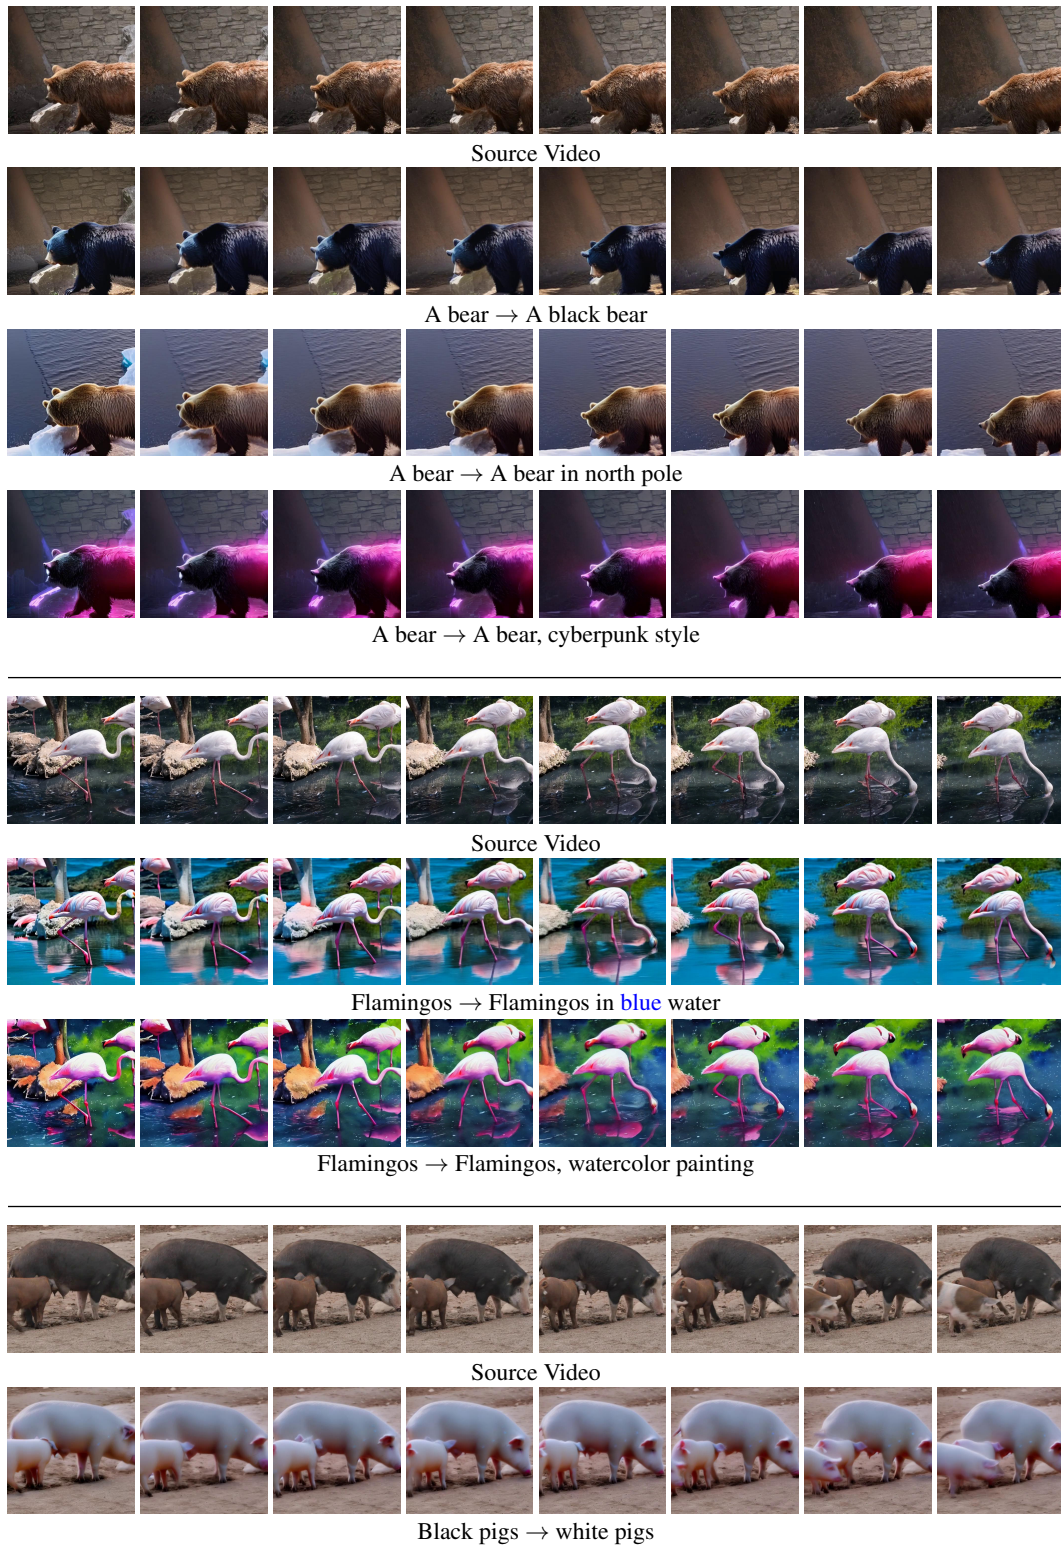 Source Video
A bear → A black bear
A bear → A bear in north pole
A bear → A bear, cyberpunk style
Source Video
Flamingos → Flamingos in blue water
Flamingos → Flamingos, watercolor painting
Source Video
Black pigs → white pigs